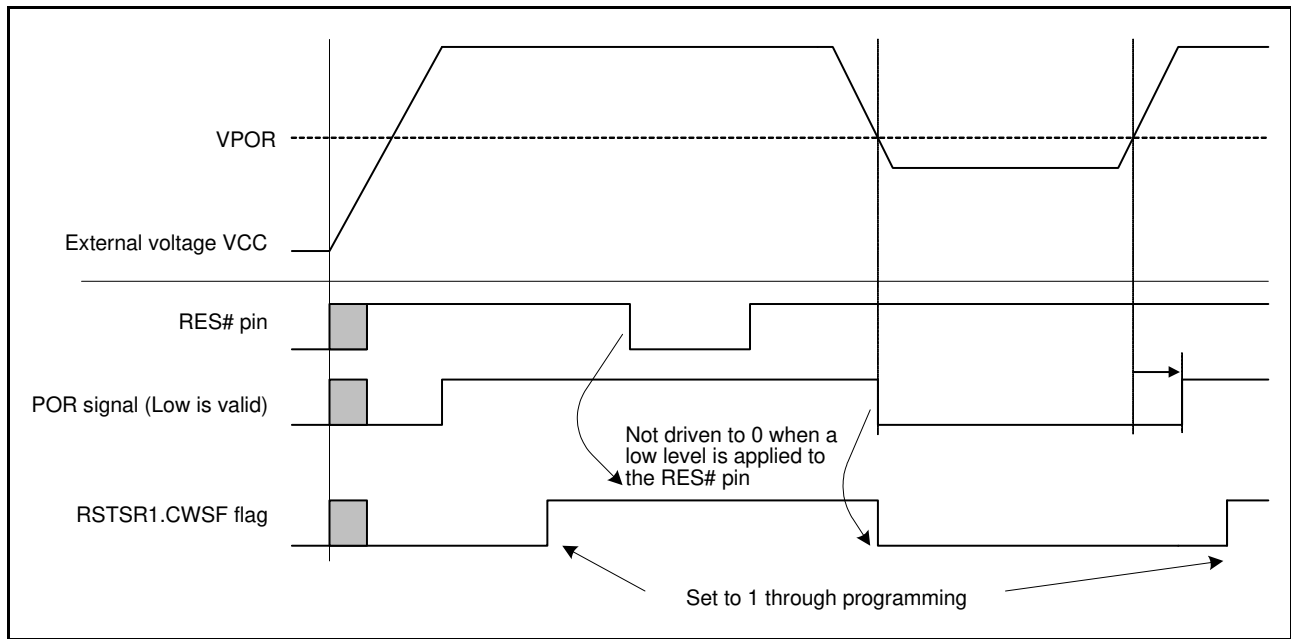 VPOR
External voltage VCC
RES# pin
POR signal (Low is valid)
Not driven to 0 when a
low level is applied to
the RES# pin
RSTSR1.CWSF flag
Set to 1 through programming